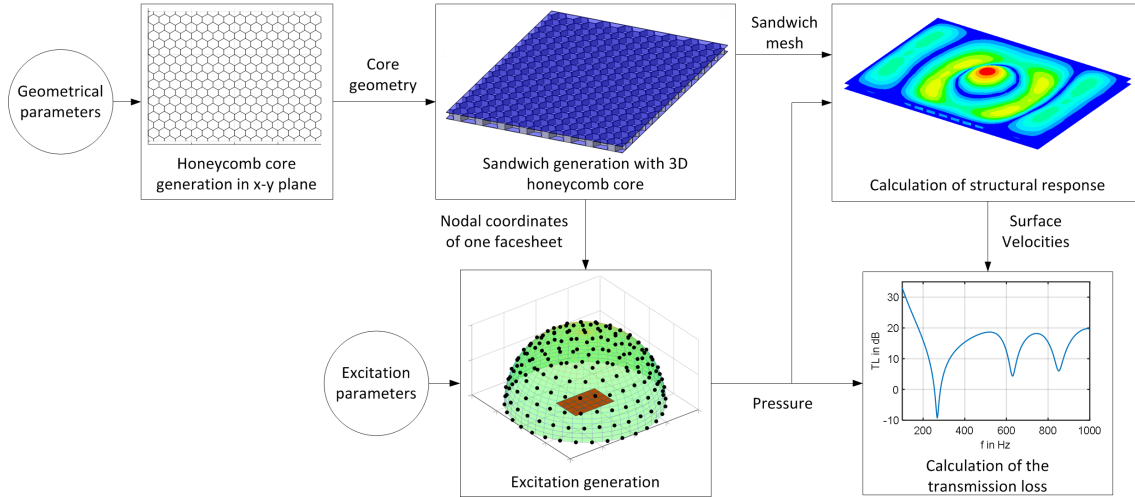 Geometrical
parameters
Honeycomb core
generation in x-y plane
Core
geometry
Sandwich generation with 3D
honeycomb core
Sandwich
mesh
Calculation of structural response
Nodal coordinates
of one facesheet
Surface
Velocities
Excitation
parameters
Excitation generation
Pressure
TL in dB
30
20
10
0
-10
200
400
600
800
1000
f in Hz
Calculation of the
transmission loss